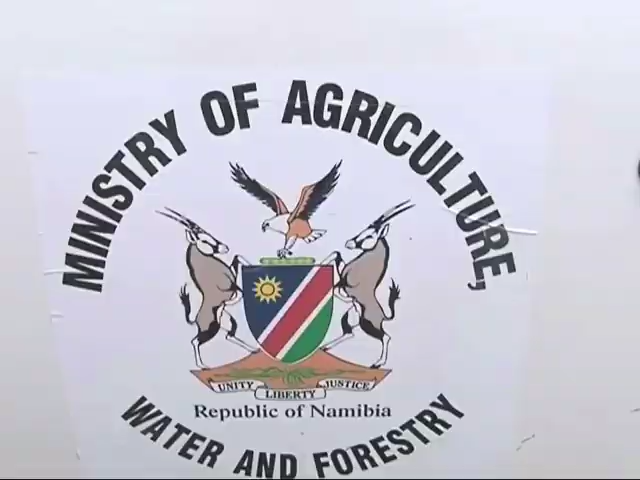 MINISTRY OF AGRICULTURE,
UNITY LIBERTY JUSTICE
Republic of Namibia
WATER AND FORESTRY